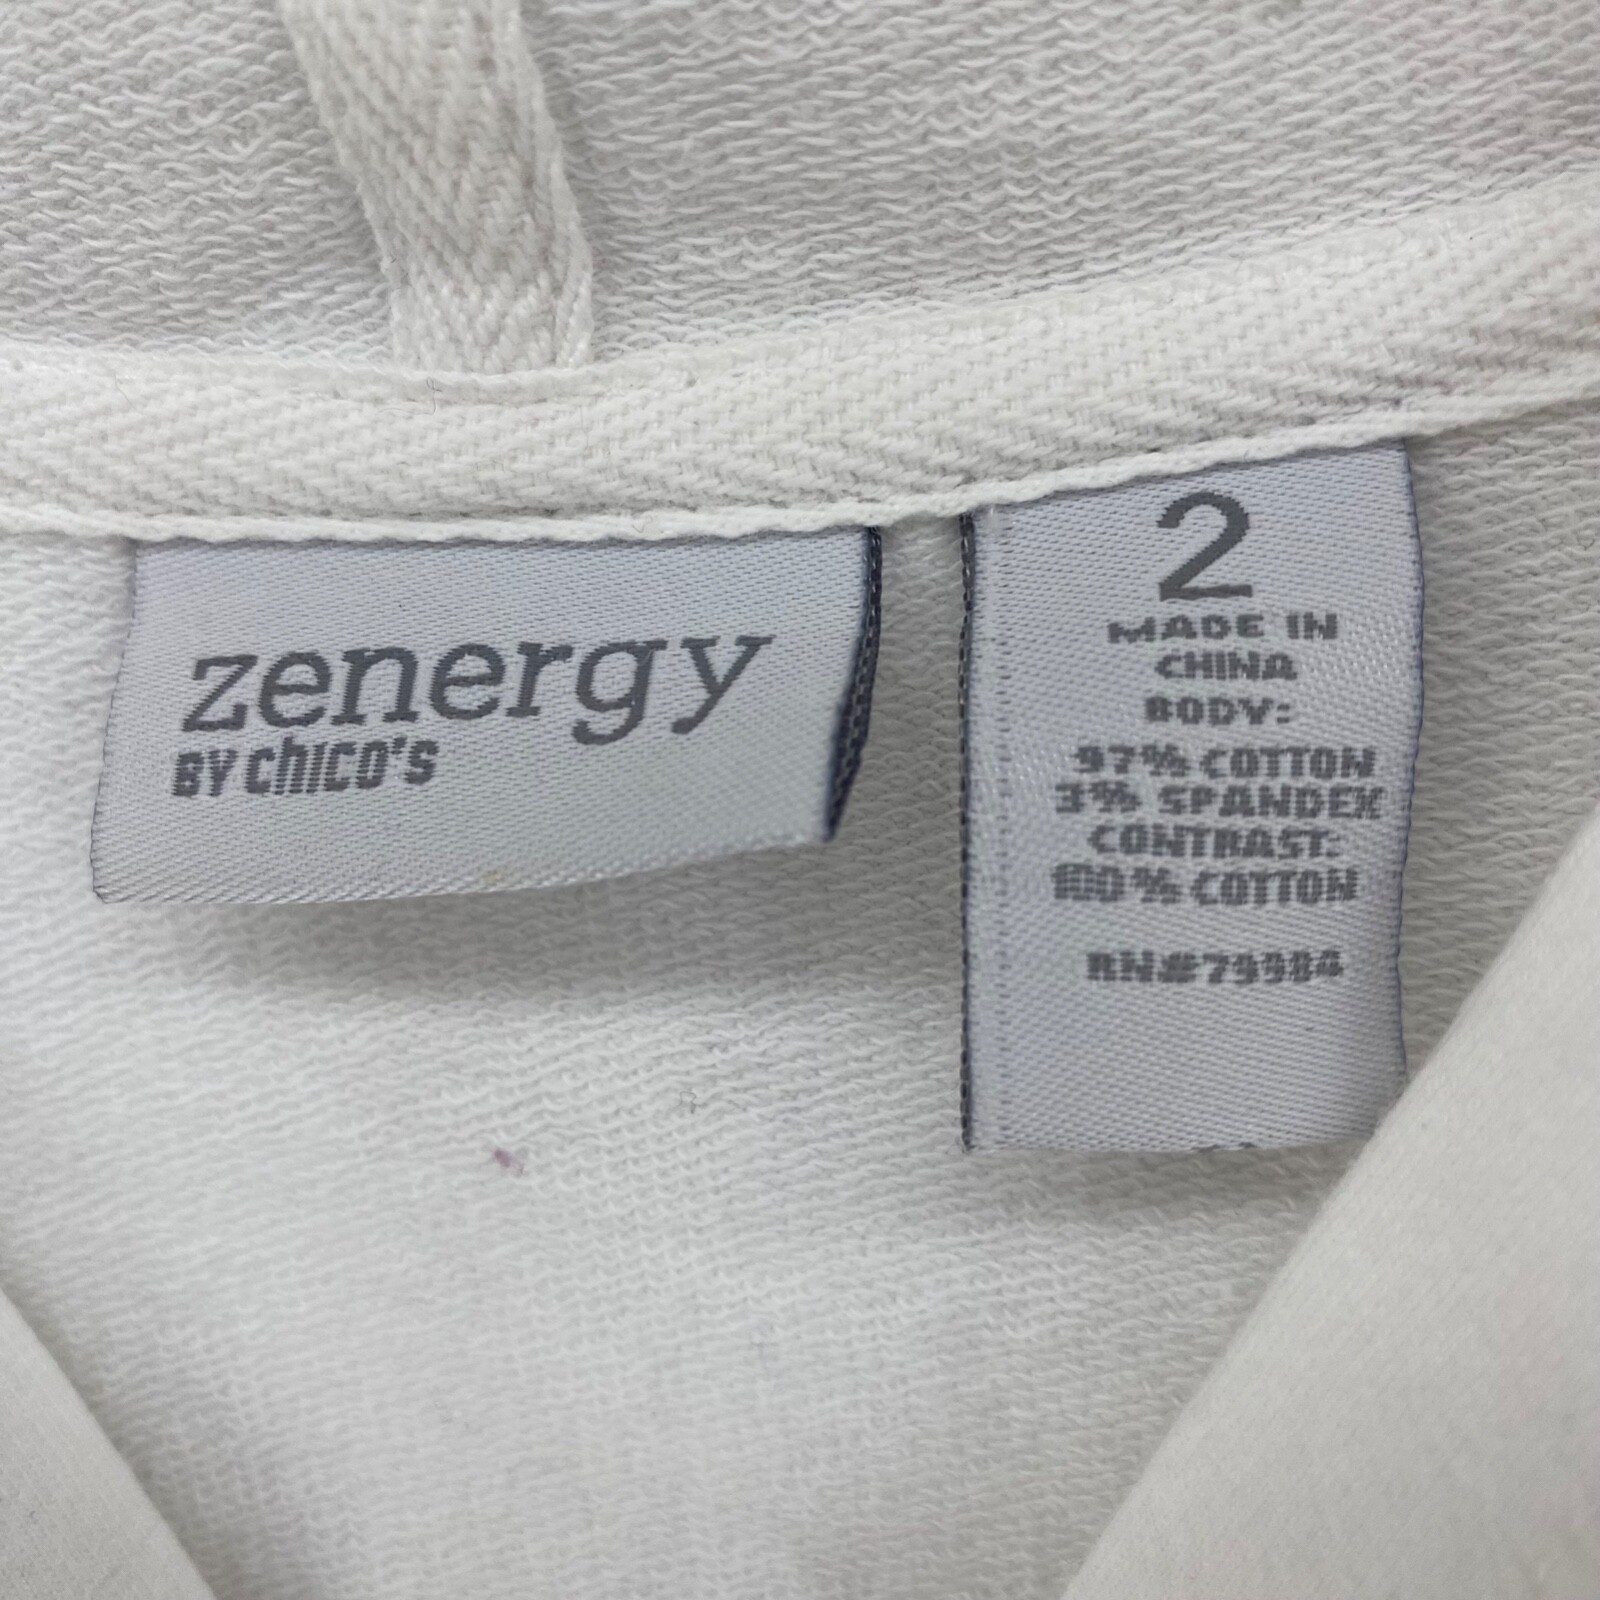 zenergy
BY chico's
2
MADE IN
CHINA
BODY:
97% COTTON
3% SPANDEX
CONTRAST:
100% COTTON
RN#79984